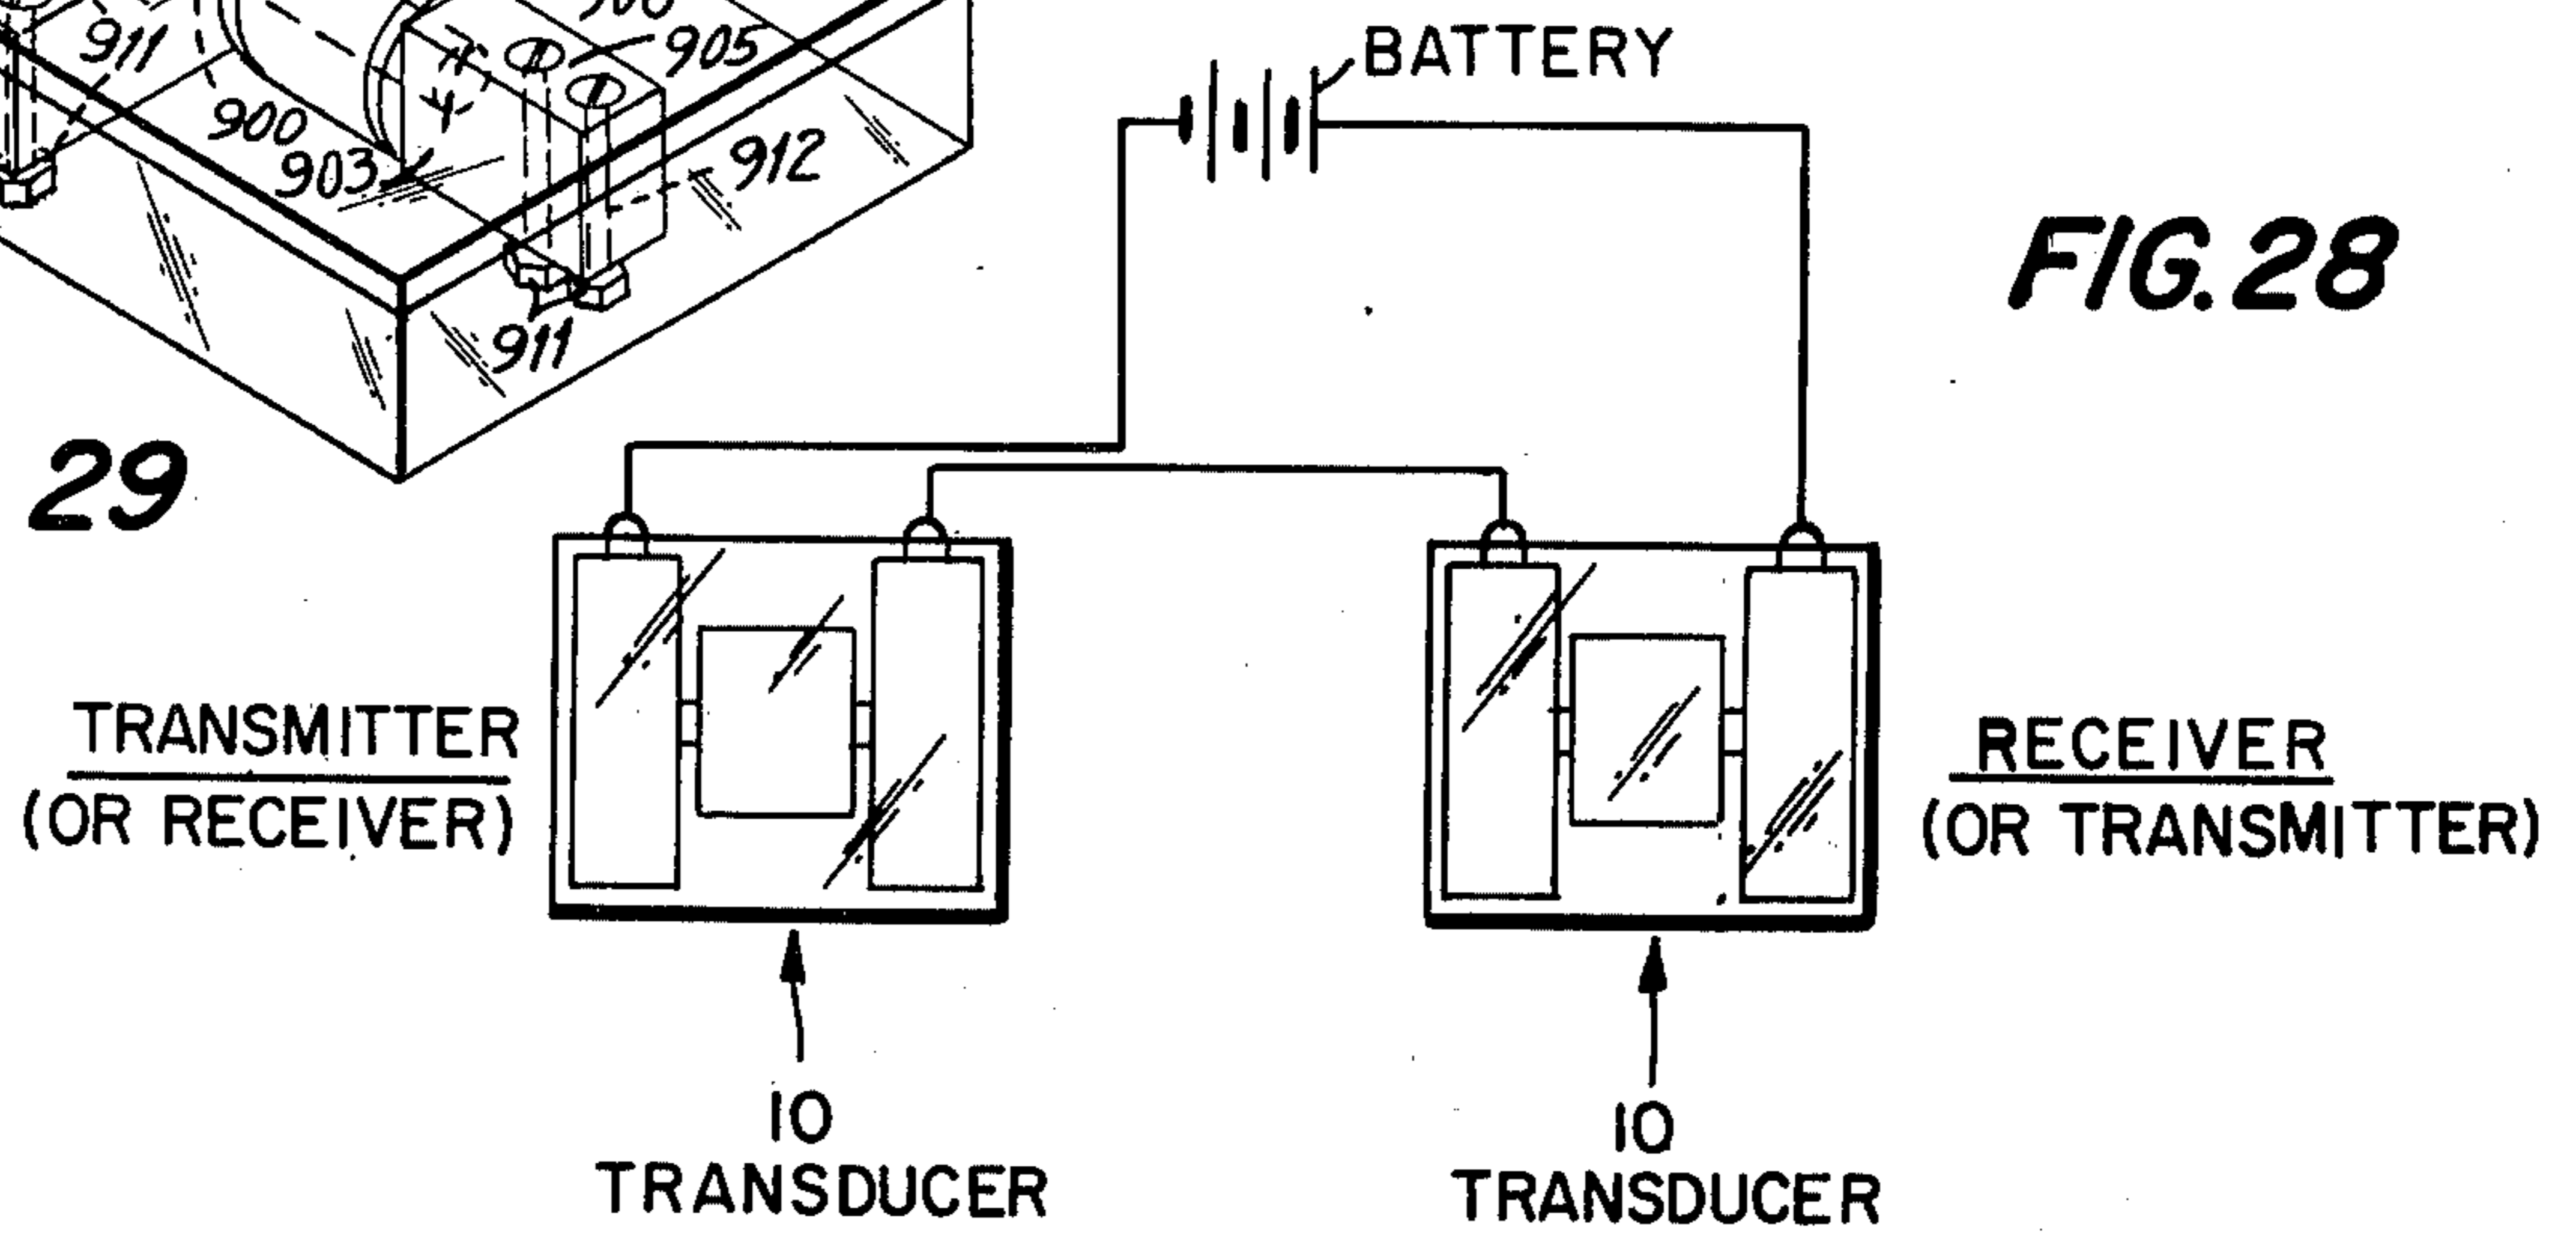 911
905
900
903
912
911
29
BATTERY
FIG. 28
TRANSMITTER
(OR RECEIVER)
RECEIVER
(OR TRANSMITTER)
10
TRANSDUCER
10
TRANSDUCER